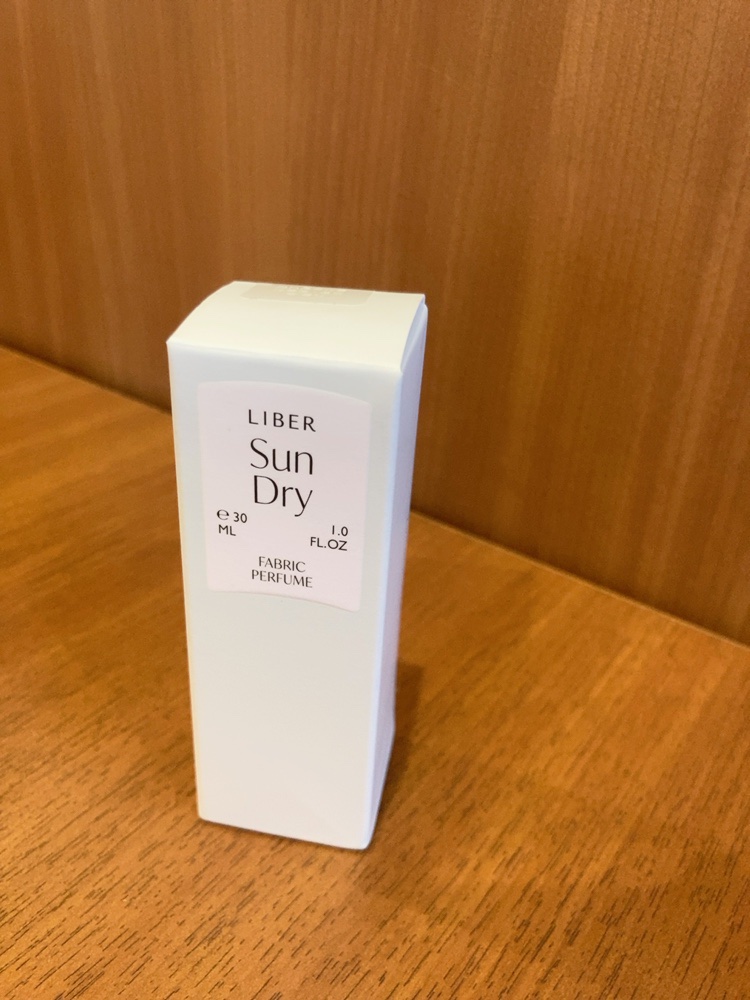 LIBER
Sun
Dry
℮ 30
ML
1.0
FL.OZ
FABRIC
PERFUME